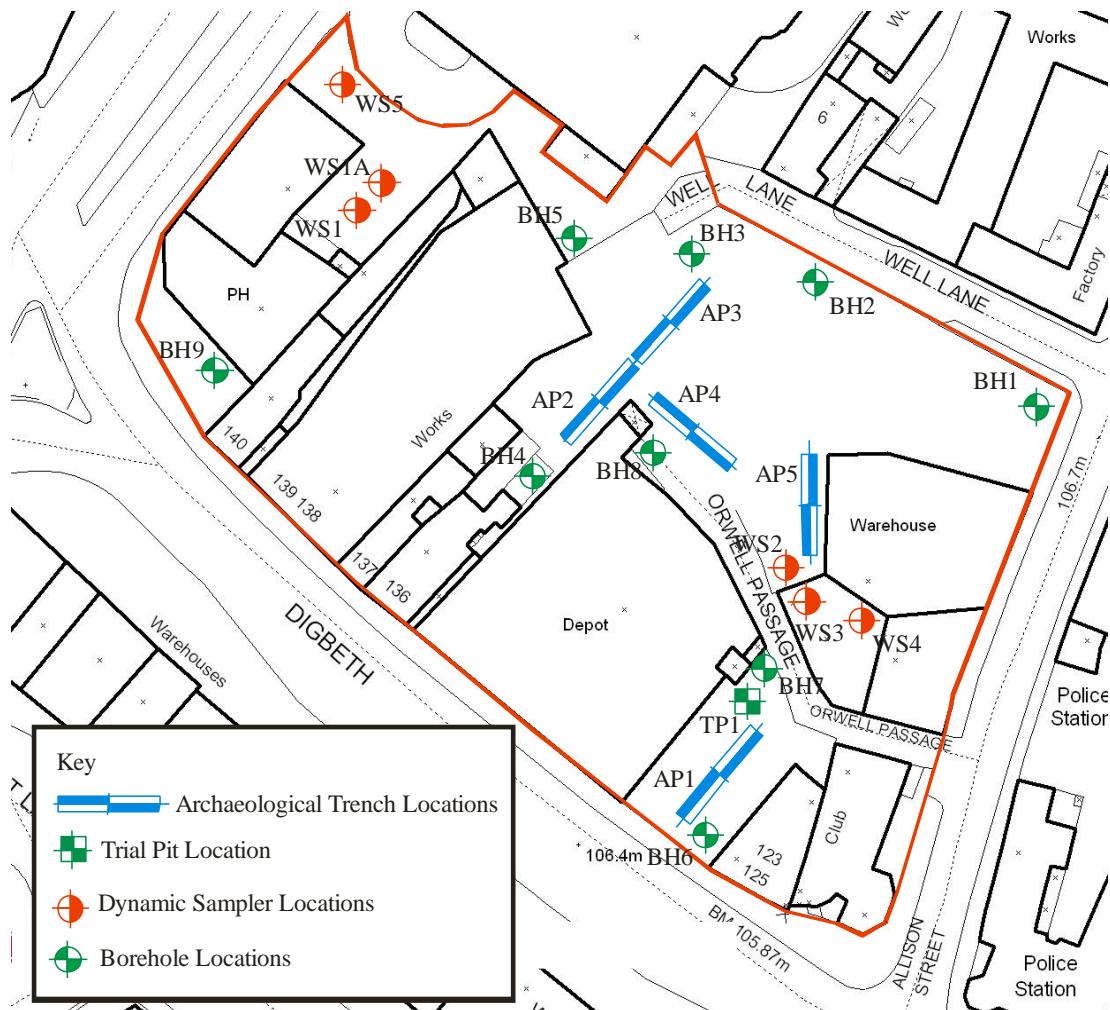 Works
WS5
6
WS1A
WELL
LANE
WS1
BH5
BH3
WELL LANE
Factory
PH
BH2
AP3
BH9
BH1
AP2
AP4
Works
140
BH4
BH8
AP5
106.7m
139 138
ORWELL PASSAGE
Warehouse
WS2
137
136
WS3
WS4
DIGBETH
Depot
Warehouses
BH7
Police
Station
TP1
ORWELL PASSAGE
AP1
Club
106.4m
BH6
123
125
BM 105.87m
ALLISON
STREET
Police
Station
Key
Archaeological Trench Locations
Trial Pit Location
Dynamic Sampler Locations
Borehole Locations